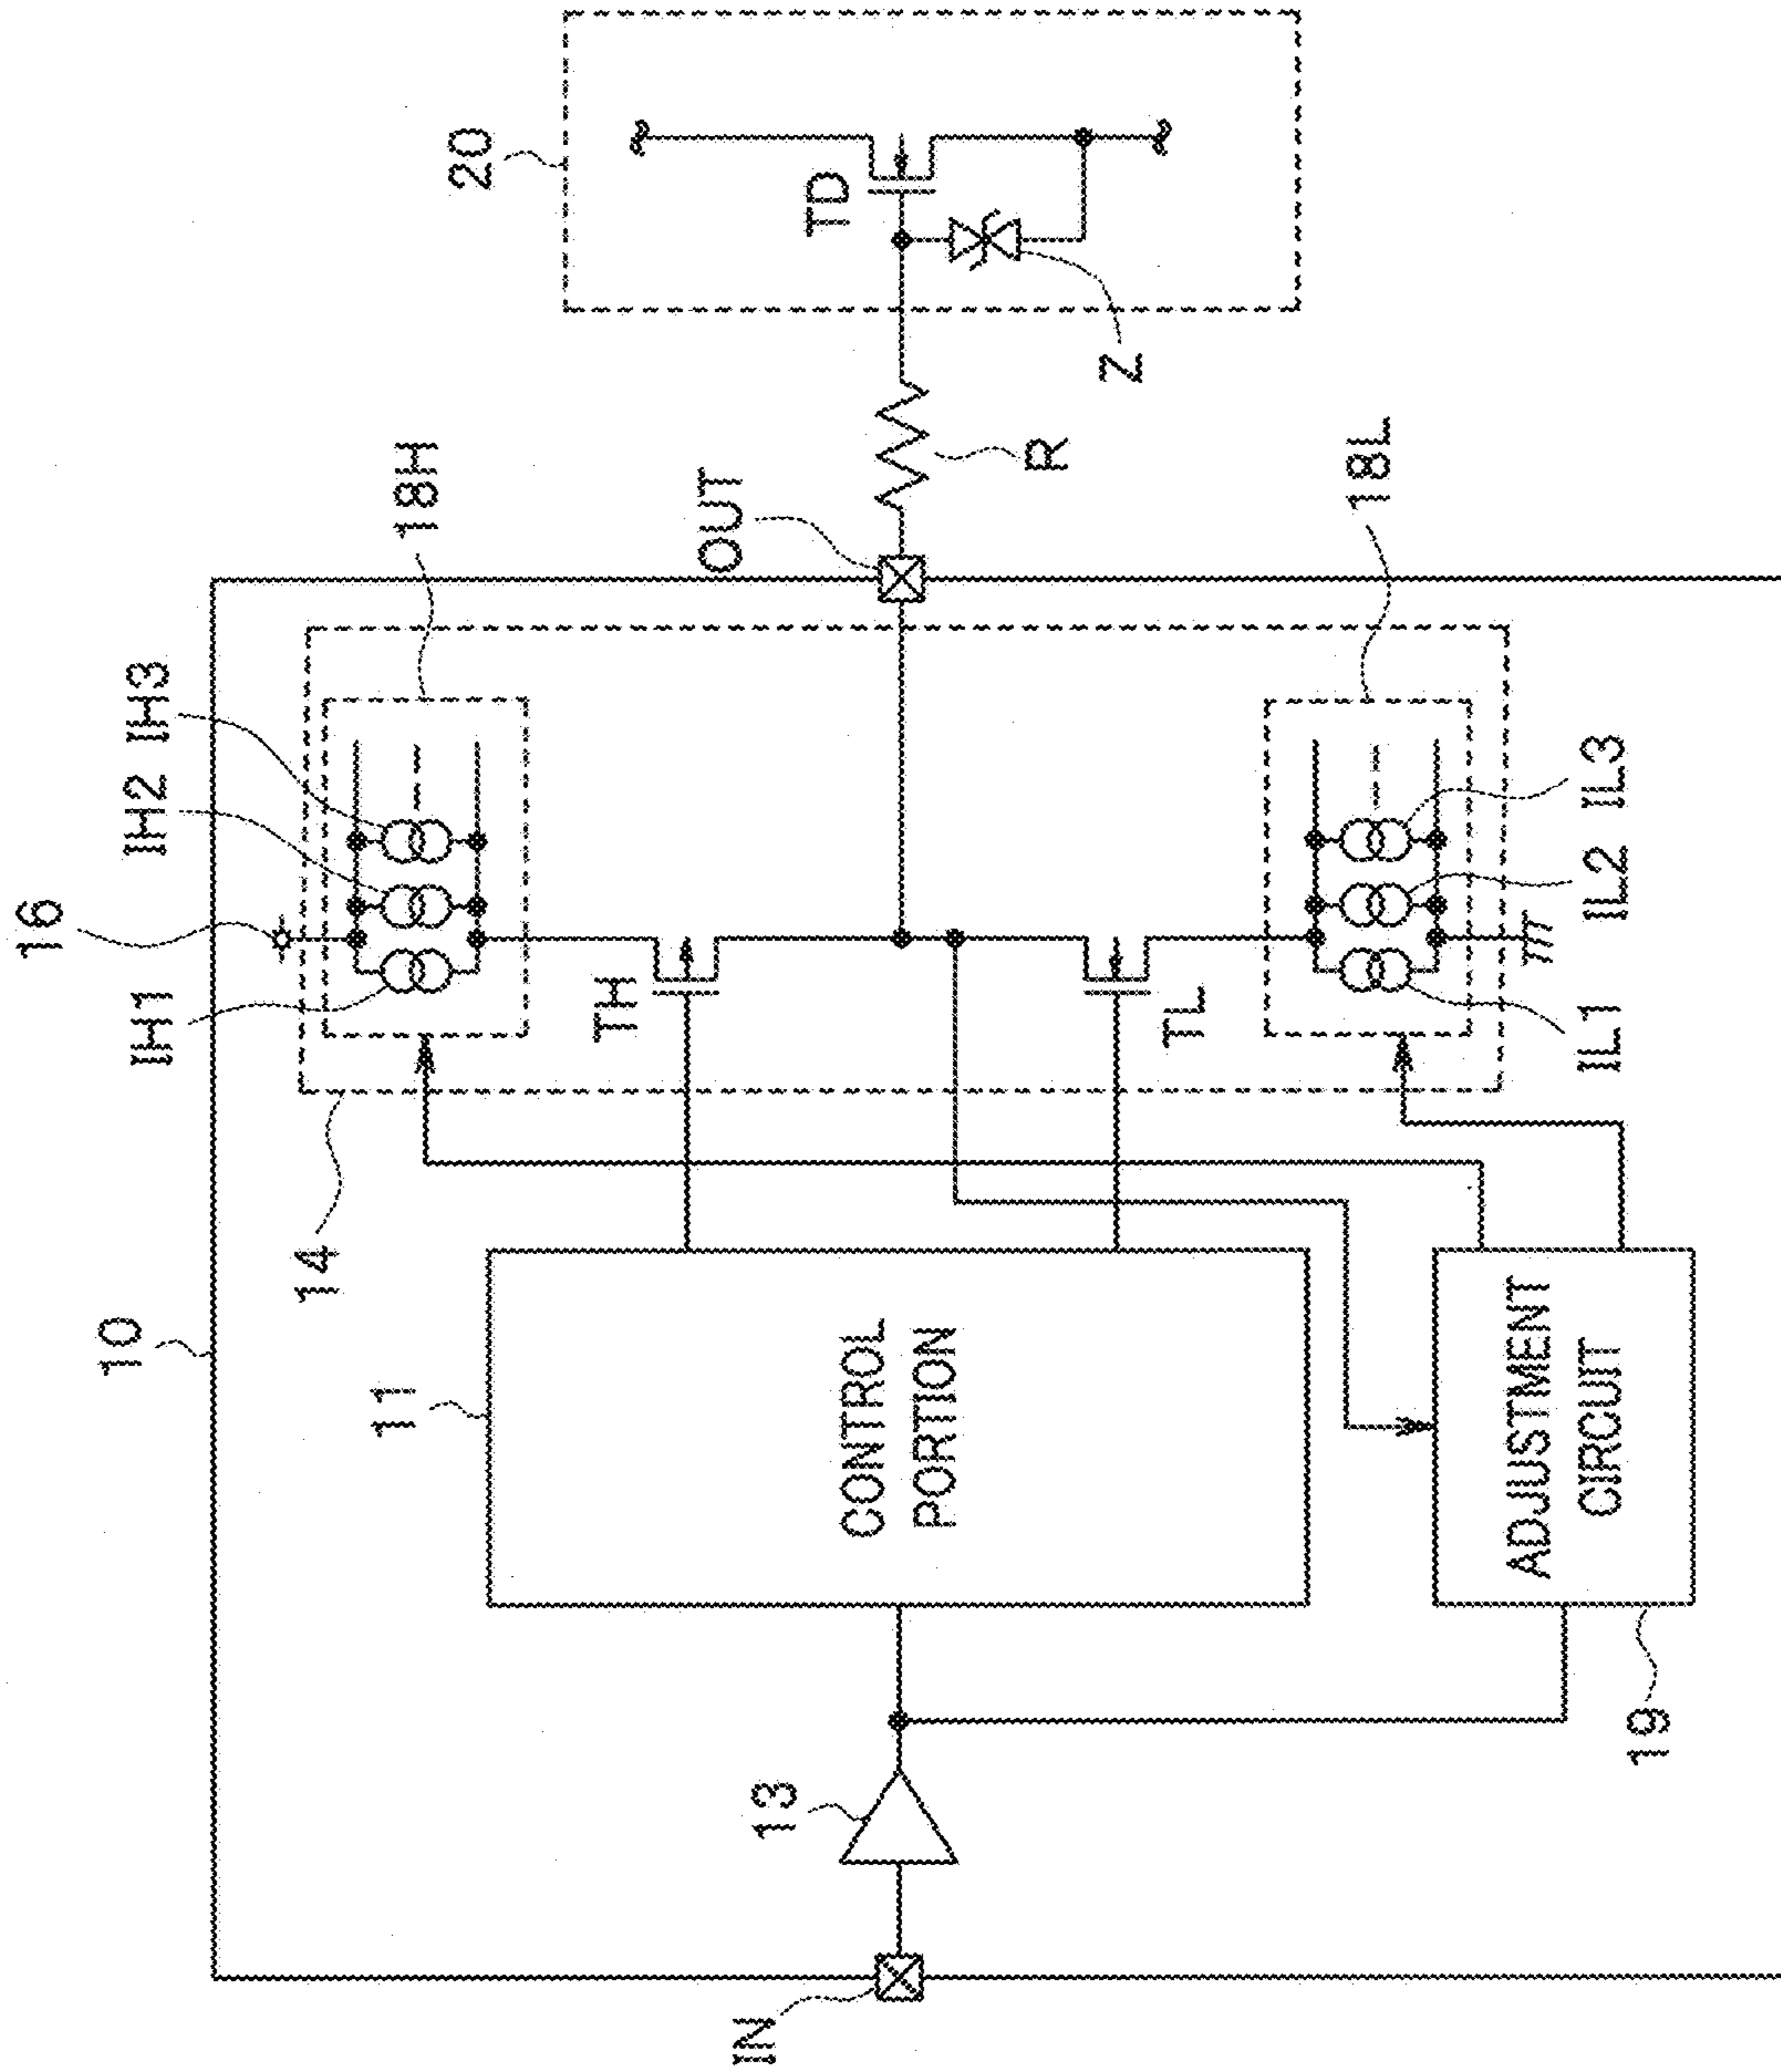 10
16
IH1
IH2
IH3
18H
14
11
TH
OUT
20
TD
IN
13
CONTROL
PORTION
R
Z
TL
18L
19
ADJUSTMENT
CIRCUIT
IL1
IL2
IL3